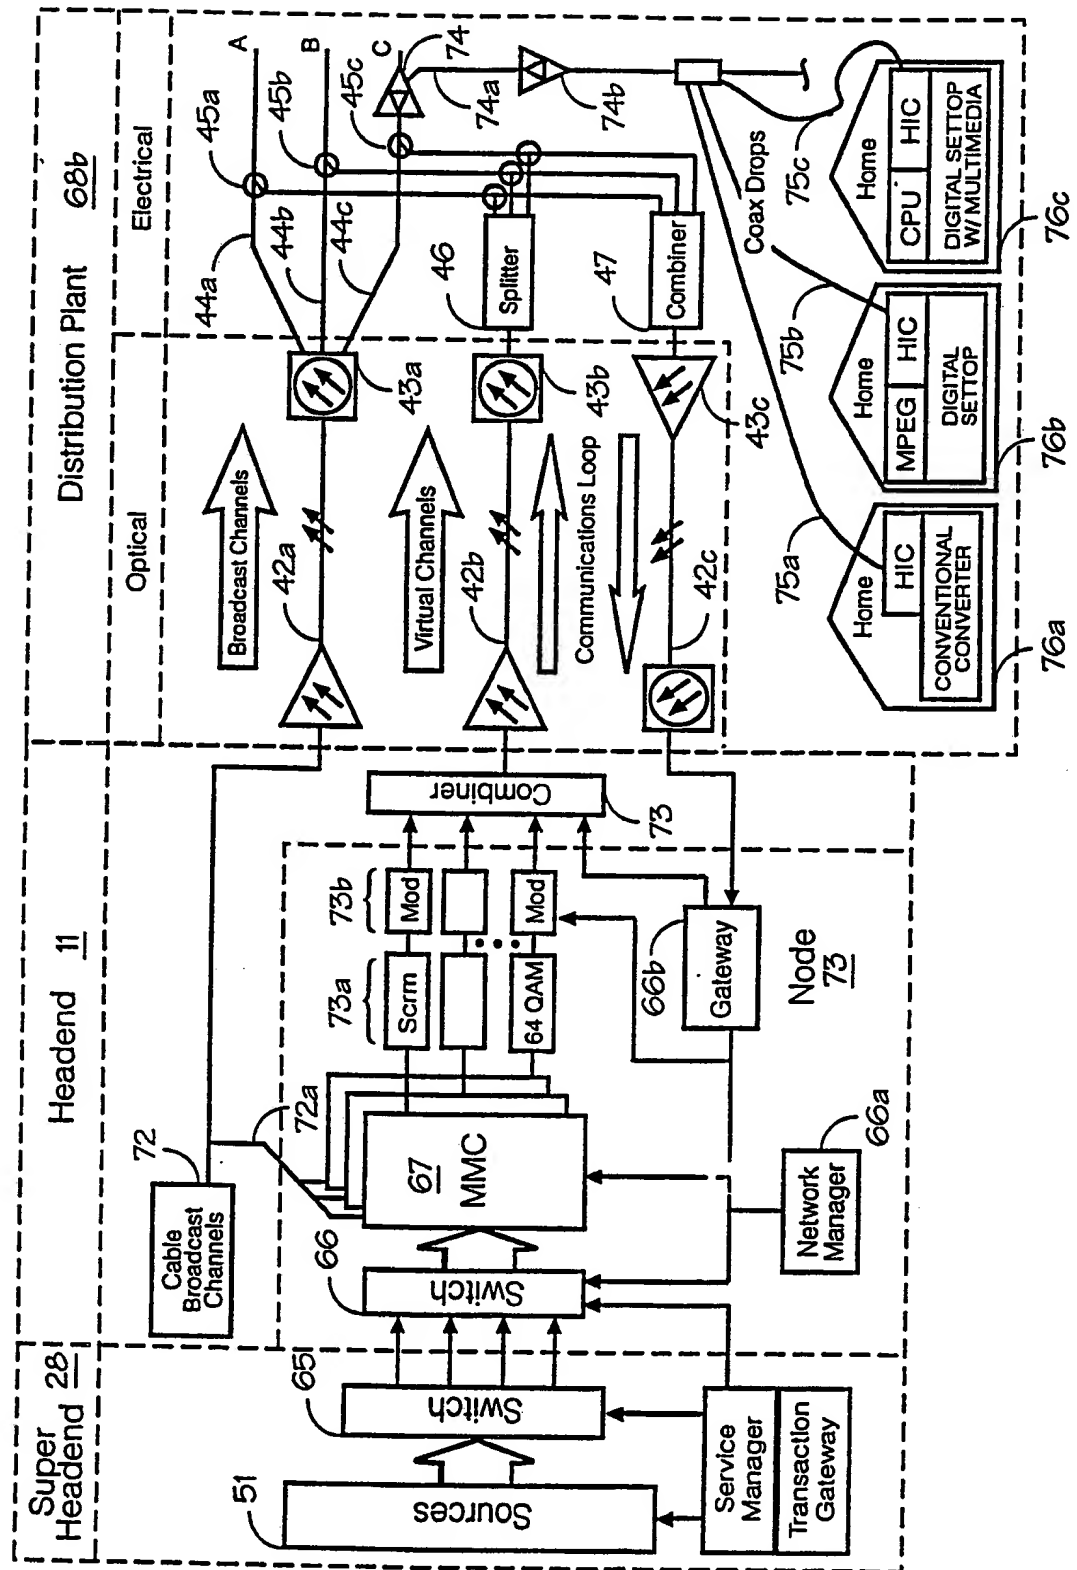 Super
Headend 28
Headend 11
Distribution Plant 68b
Optical
Electrical
51
Sources
65
Switch
Service
Manager
Transaction
Gateway
72
Cable
Broadcast
Channels
72a
66
Switch
67
MMC
73a
Scrm
64 QAM
73b
Mod
Mod
Combiner
73
66b
Gateway
Node
73
Network
Manager
66a
Broadcast Channels
42a
43a
Virtual Channels
42b
43b
Communications Loop
42c
43c
44a
44b
44c
45a
45b
45c
A
B
C
46
Splitter
47
Combiner
74
74a
74b
Coax Drops
75a
75b
75c
Home
HIC
CONVENTIONAL
CONVERTER
76a
Home
MPEG HIC
DIGITAL
SETTOP
76b
Home
CPU HIC
DIGITAL SETTOP
W/ MULTIMEDIA
76c